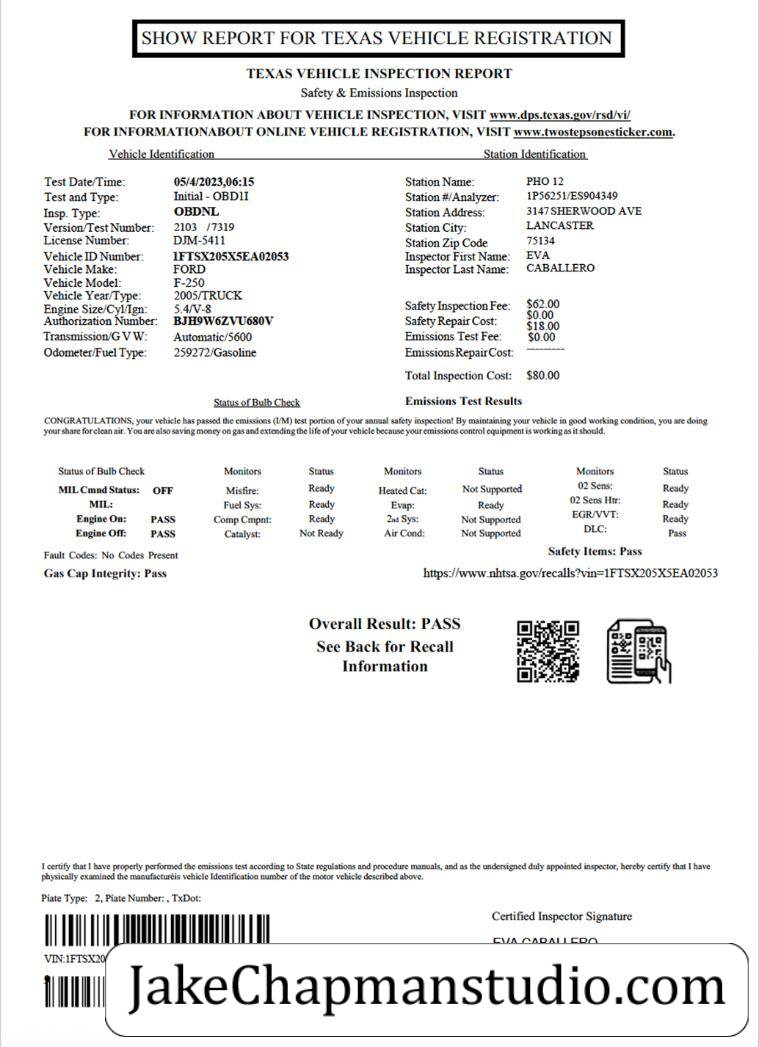 SHOW REPORT FOR TEXAS VEHICLE REGISTRATION
TEXAS VEHICLE INSPECTION REPORT
Safety & Emissions Inspection
FOR INFORMATION ABOUT VEHICLE INSPECTION, VISIT www.dps.texas.gov/rsd/vi/
FOR INFORMATIONABOUT ONLINE VEHICLE REGISTRATION, VISIT www.twostepsonesticker.com.
Vehicle Identification Station Identification
Test Date/Time: 05/4/2023,06:15 Station Name: PHO 12
Test and Type: Initial - OBD1I Station #/Analyzer: 1P56251/ES904349
Insp. Type: OBDNL Station Address: 3147 SHERWOOD AVE
Version/Test Number: 2103 /7319 Station City: LANCASTER
License Number: DJM-5411 Station Zip Code 75134
Vehicle ID Number: 1FTSX205X5EA02053 Inspector First Name: EVA
Vehicle Make: FORD Inspector Last Name: CABALLERO
Vehicle Model: F-250
Vehicle Year/Type: 2005/TRUCK
Engine Size/Cyl/Ign: 5.4/V-8 Safety Inspection Fee: $62.00
Authorization Number: BJH9W6ZVU680V Safety Repair Cost: $0.00
Transmission/G V W: Automatic/5600 Emissions Test Fee: $18.00
Odometer/Fuel Type: 259272/Gasoline Emissions Repair Cost: $0.00
Total Inspection Cost: $80.00
Status of Bulb Check Emissions Test Results
CONGRATULATIONS, your vehicle has passed the emissions (I/M) test portion of your annual safety inspection! By maintaining your vehicle in good working condition, you are doing
your share for clean air. You are also saving money on gas and extending the life of your vehicle because your emissions control equipment is working as it should.
Status of Bulb Check Monitors Status Monitors Status Monitors Status
MIL Cmnd Status: OFF Misfire: Ready Heated Cat: Not Supported 02 Sens: Ready
MIL: Fuel Sys: Ready Evap: Ready 02 Sens Htr: Ready
Engine On: PASS Comp Cmpnt: Ready 2nd Sys: Not Supported EGR/VVT: Ready
Engine Off: PASS Catalyst: Not Ready Air Cond: Not Supported DLC: Pass
Fault Codes: No Codes Present Safety Items: Pass
Gas Cap Integrity: Pass https://www.nhtsa.gov/recalls?vin=1FTSX205X5EA02053
Overall Result: PASS
See Back for Recall
Information
I certify that I have properly performed the emissions test according to State regulations and procedure manuals, and as the undersigned duly appointed inspector, hereby certify that I have
physically examined the manufacturéis vehicle Identification number of the motor vehicle described above.
Piate Type: 2, Piate Number: , TxDot:
Certified Inspector Signature
EVA CABALLERO
VIN:1FTSX20
JakeChapmanstudio.com